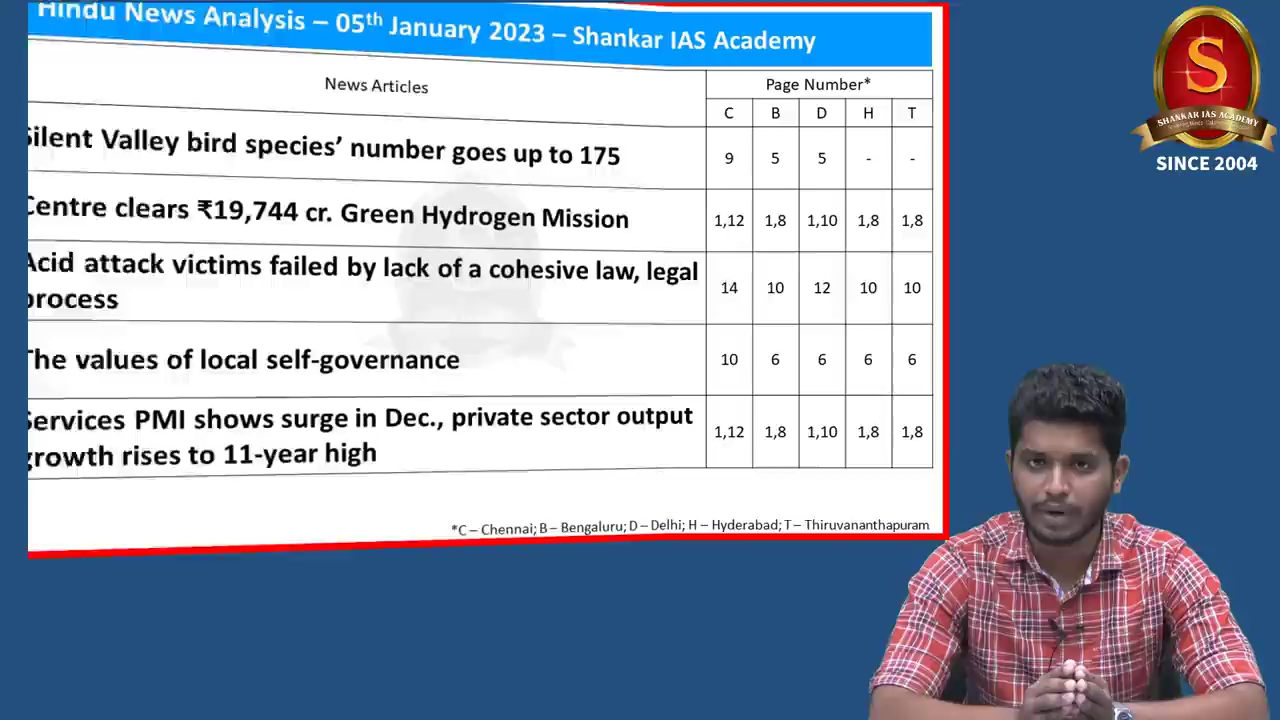 Hindu News Analysis – 05th January 2023 – Shankar IAS Academy
News Articles
Page Number*
C B D H T
Silent Valley bird species’ number goes up to 175
9 5 5 - -
Centre clears ₹19,744 cr. Green Hydrogen Mission
1,12 1,8 1,10 1,8 1,8
Acid attack victims failed by lack of a cohesive law, legal
process
14 10 12 10 10
The values of local self-governance
10 6 6 6 6
Services PMI shows surge in Dec., private sector output
growth rises to 11-year high
1,12 1,8 1,10 1,8 1,8
*C – Chennai; B – Bengaluru; D – Delhi; H – Hyderabad; T – Thiruvananthapuram
S
SHANKAR IAS ACADEMY
SINCE 2004